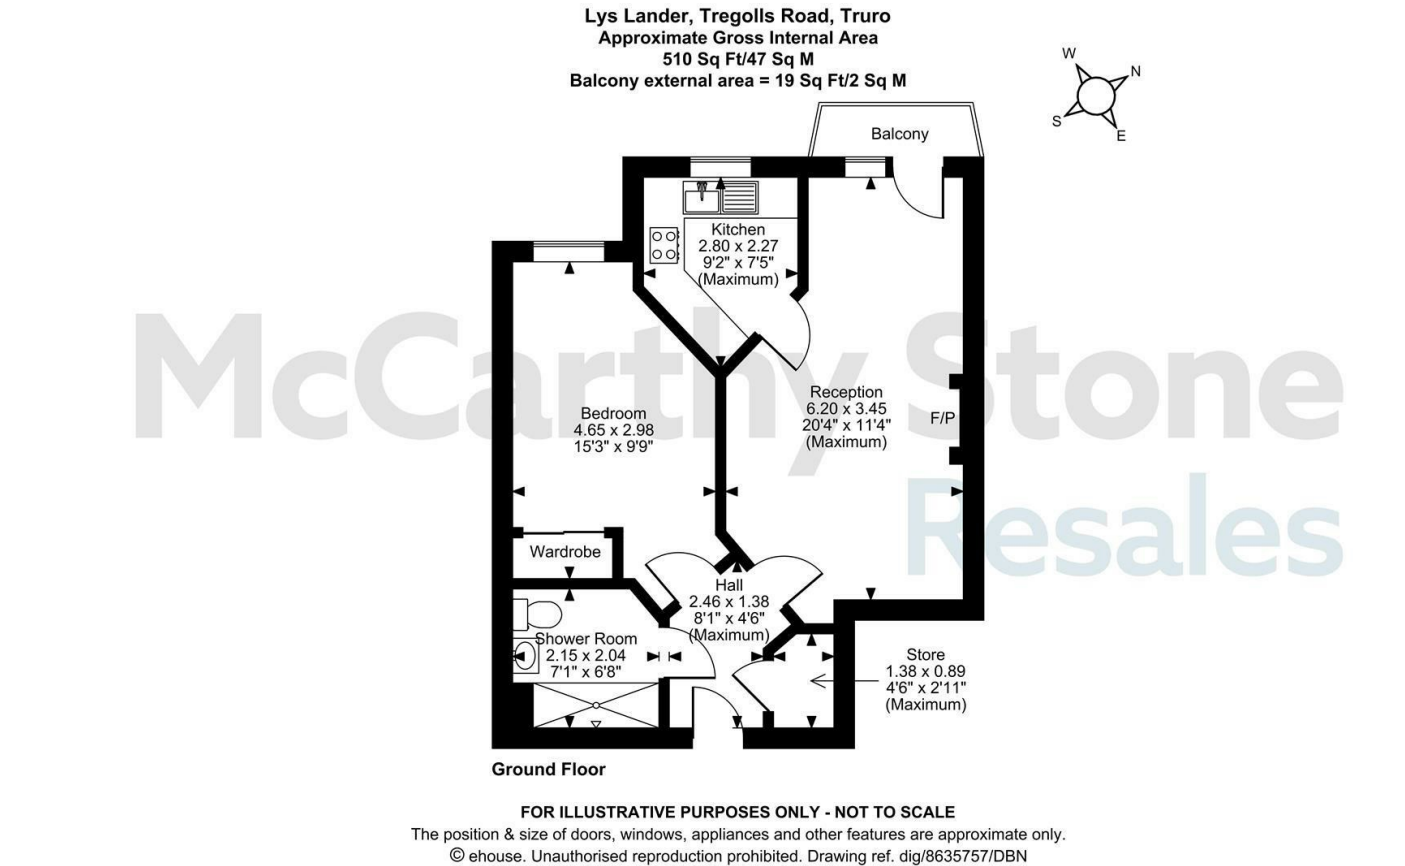 Lys Lander, Tregolls Road, Truro
Approximate Gross Internal Area
510 Sq Ft/47 Sq M
Balcony external area = 19 Sq Ft/2 Sq M
W
N
S
E
Balcony
Kitchen
2.80 x 2.27
9'2" x 7'5"
(Maximum)
McCarthy Stone
Resales
Reception
6.20 x 3.45
20'4" x 11'4"
(Maximum)
F/P
Bedroom
4.65 x 2.98
15'3" x 9'9"
Wardrobe
Hall
2.46 x 1.38
8'1" x 4'6"
(Maximum)
Shower Room
2.15 x 2.04
7'1" x 6'8"
Store
1.38 x 0.89
4'6" x 2'11"
(Maximum)
Ground Floor
FOR ILLUSTRATIVE PURPOSES ONLY - NOT TO SCALE
The position & size of doors, windows, appliances and other features are approximate only.
© ehouse. Unauthorised reproduction prohibited. Drawing ref. dig/8635757/DBN